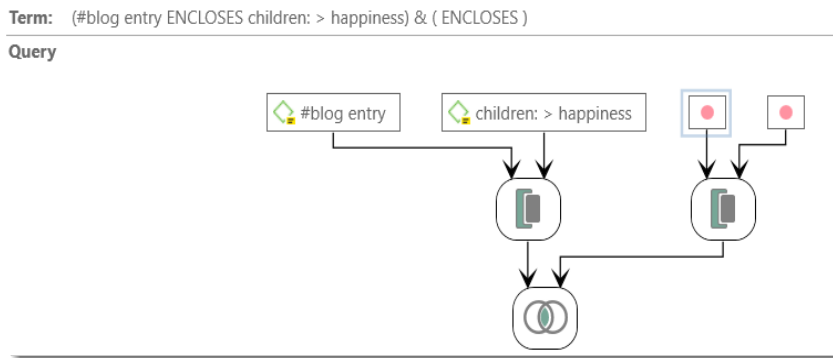 Term: (#blog entry ENCLOSES children: > happiness) & ( ENCLOSES )
Query
#blog entry children: > happiness